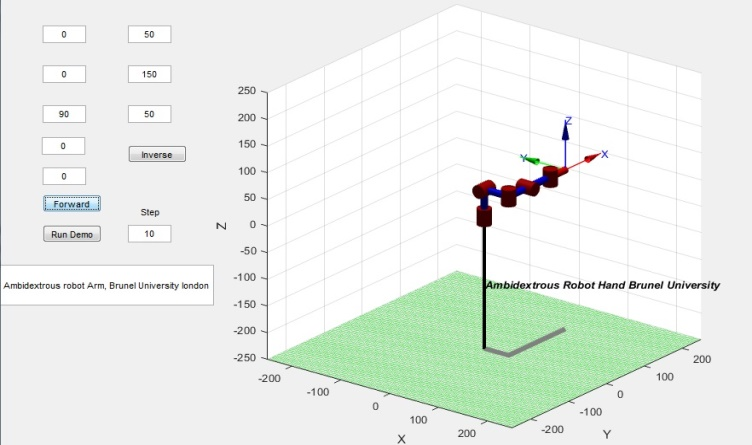 0
50
0
150
90
50
0
Inverse
0
Forward
Step
Run Demo
10
Ambidextrous robot Arm, Brunel University london
250
200
150
100
50
0
-50
-100
-150
-200
-250
Z
Z
Y
X
Ambidextrous Robot Hand Brunel University
-200
-100
0
100
200
X
-200
-100
0
100
200
Y